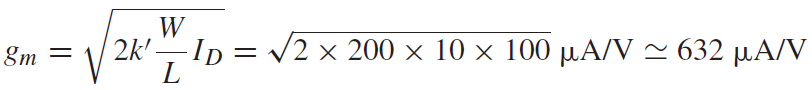 g_m = √(2k′ W/L I_D) = √(2 × 200 × 10 × 100) μA/V ≃ 632 μA/V